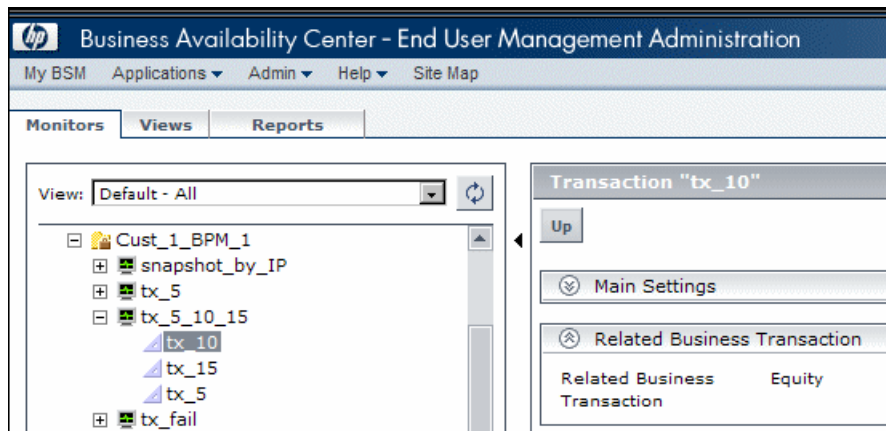 hp Business Availability Center - End User Management Administration
My BSM Applications Admin Help Site Map
Monitors Views Reports
View: Default - All
Cust_1_BPM_1
snapshot_by_IP
tx_5
tx_5_10_15
tx_10
tx_15
tx_5
tx_fail
Transaction "tx_10"
Up
Main Settings
Related Business Transaction
Related Business Equity
Transaction